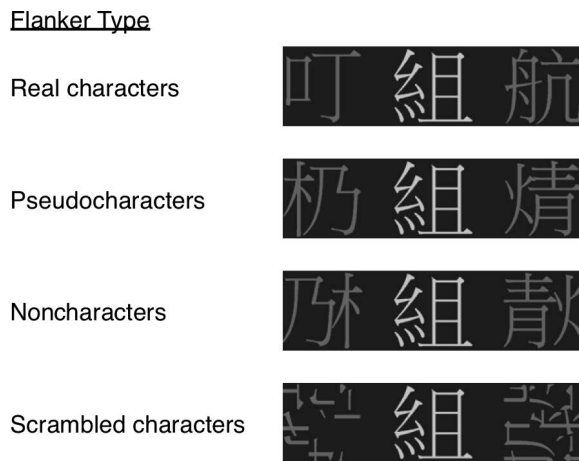 Flanker Type
Real characters 叮 組 航
Pseudocharacters 組
Noncharacters 組
Scrambled characters 組